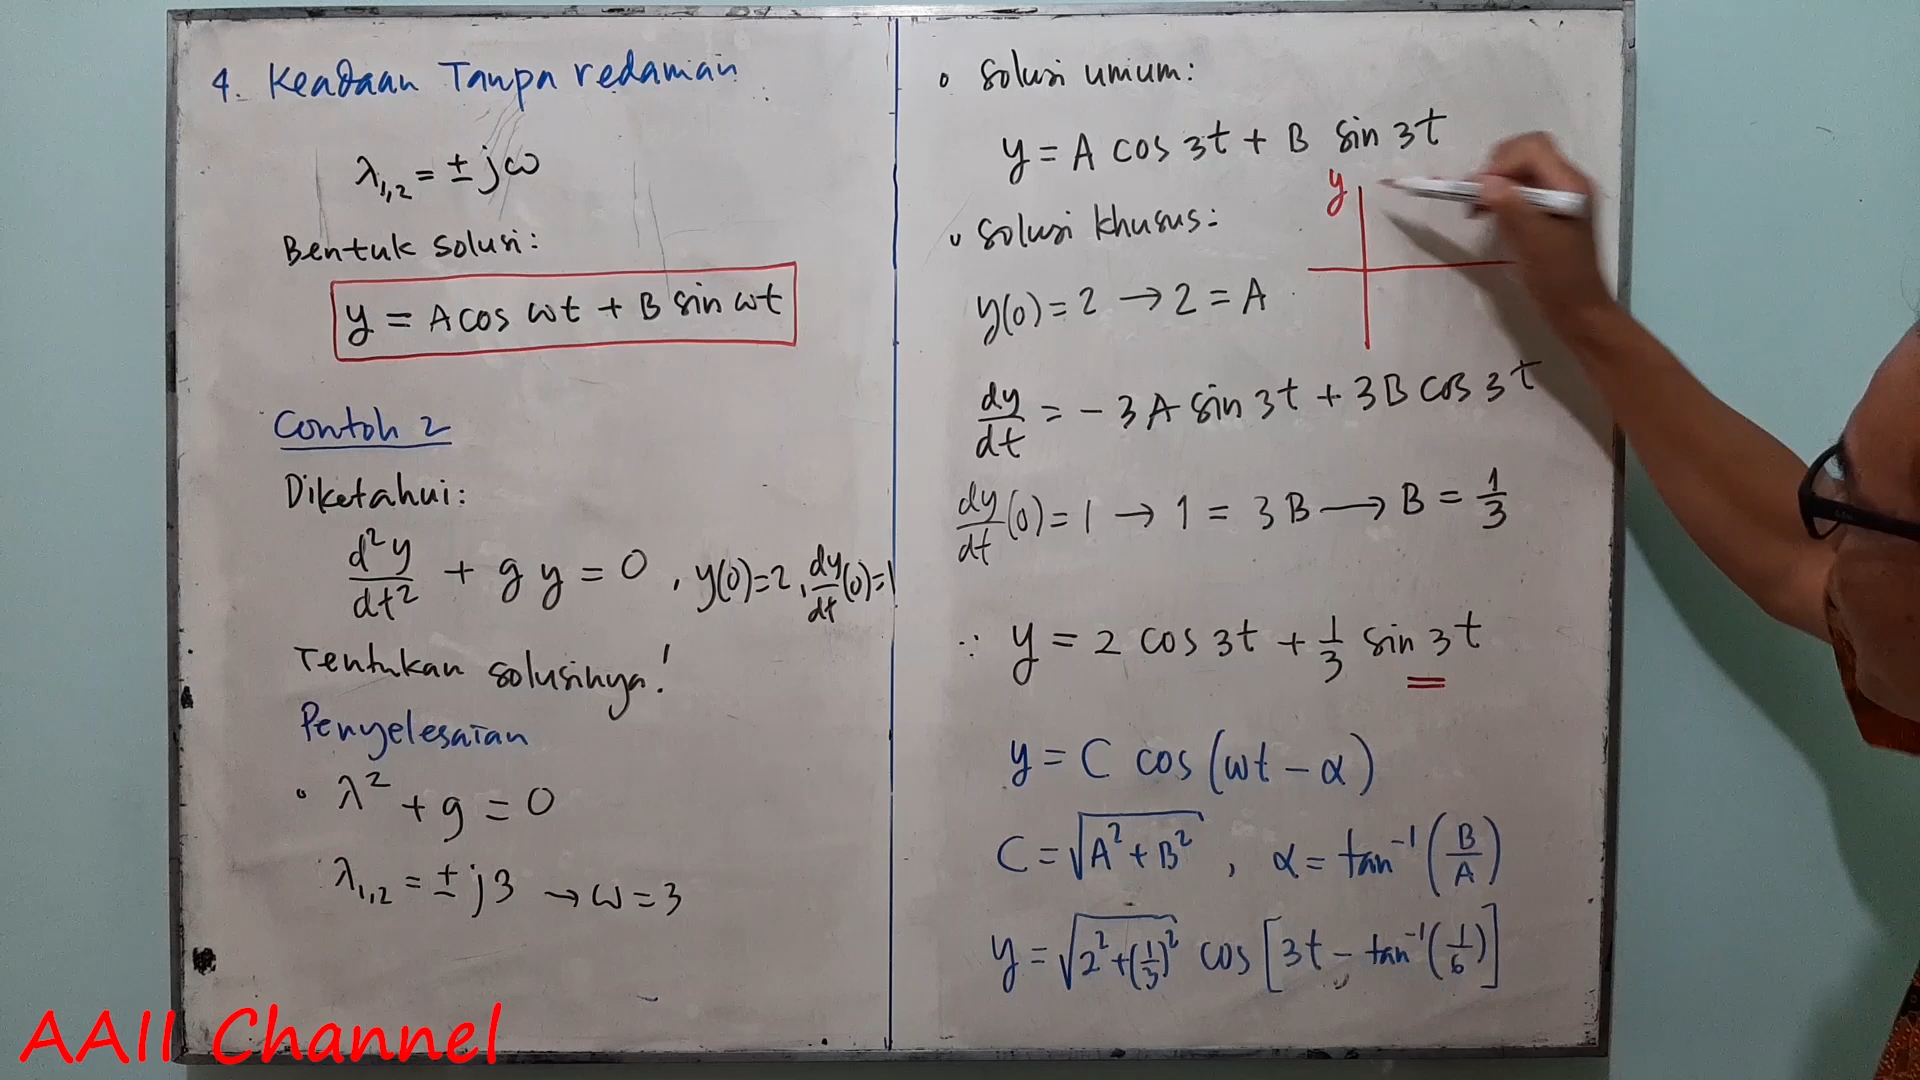 4. Keadaan Tanpa redaman
λ₁,₂ = ± jω
Bentuk solusi:
y = A cos ωt + B sin ωt
Contoh 2
Diketahui:
d²y/dt² + 9 y = 0 , y(0)=2, dy/dt(0)=1
Tentukan solusinya!
Penyelesaian
• λ² + 9 = 0
λ₁,₂ = ± j3 → ω = 3
• Solusi umum:
y = A cos 3t + B sin 3t
y
• Solusi khusus:
y(0) = 2 → 2 = A
dy/dt = - 3 A sin 3t + 3 B cos 3t
dy/dt(0) = 1 → 1 = 3 B → B = 1/3
∴ y = 2 cos 3t + 1/3 sin 3t
y = C cos (ωt - α)
C = √(A² + B²) , α = tan⁻¹ (B/A)
y = √(2² + (1/3)²) cos [3t - tan⁻¹(1/6)]
AAII Channel